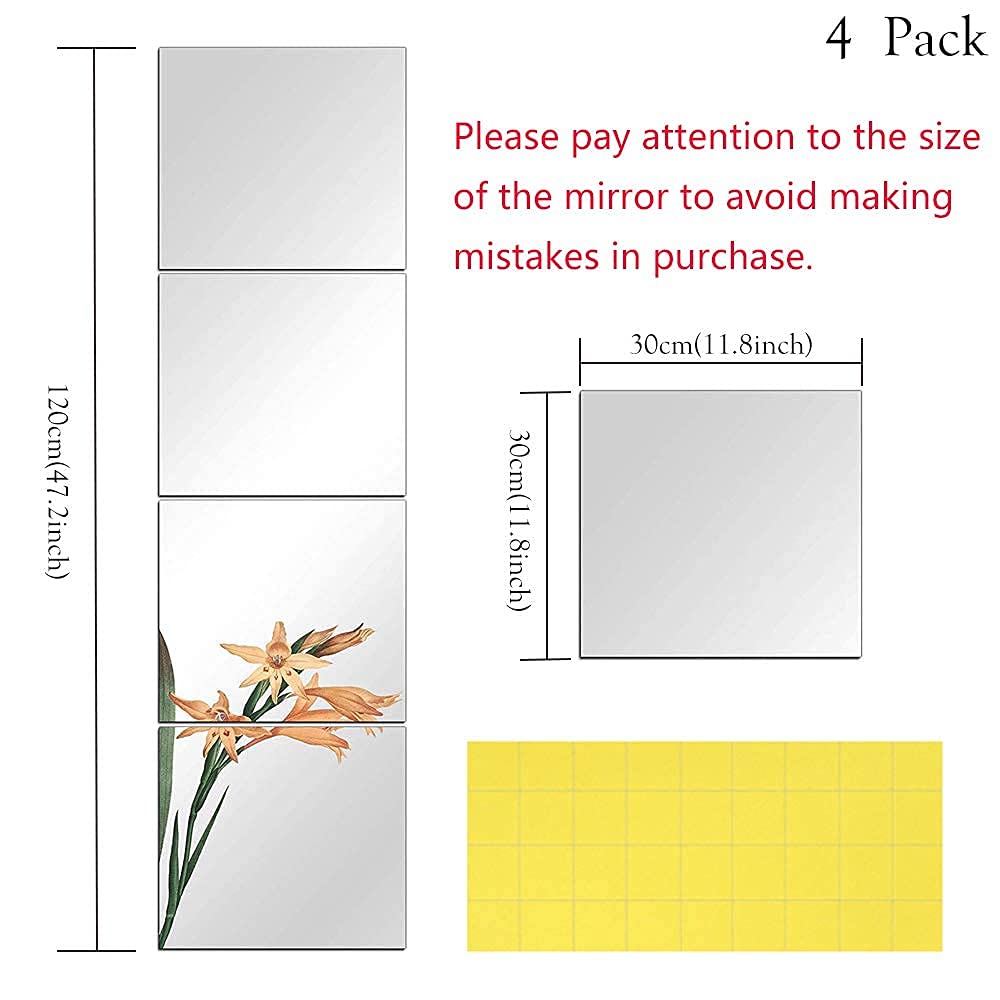 4 Pack
Please pay attention to the size
of the mirror to avoid making
mistakes in purchase.
30cm(11.8inch)
30cm(11.8inch)
120cm(47.2inch)